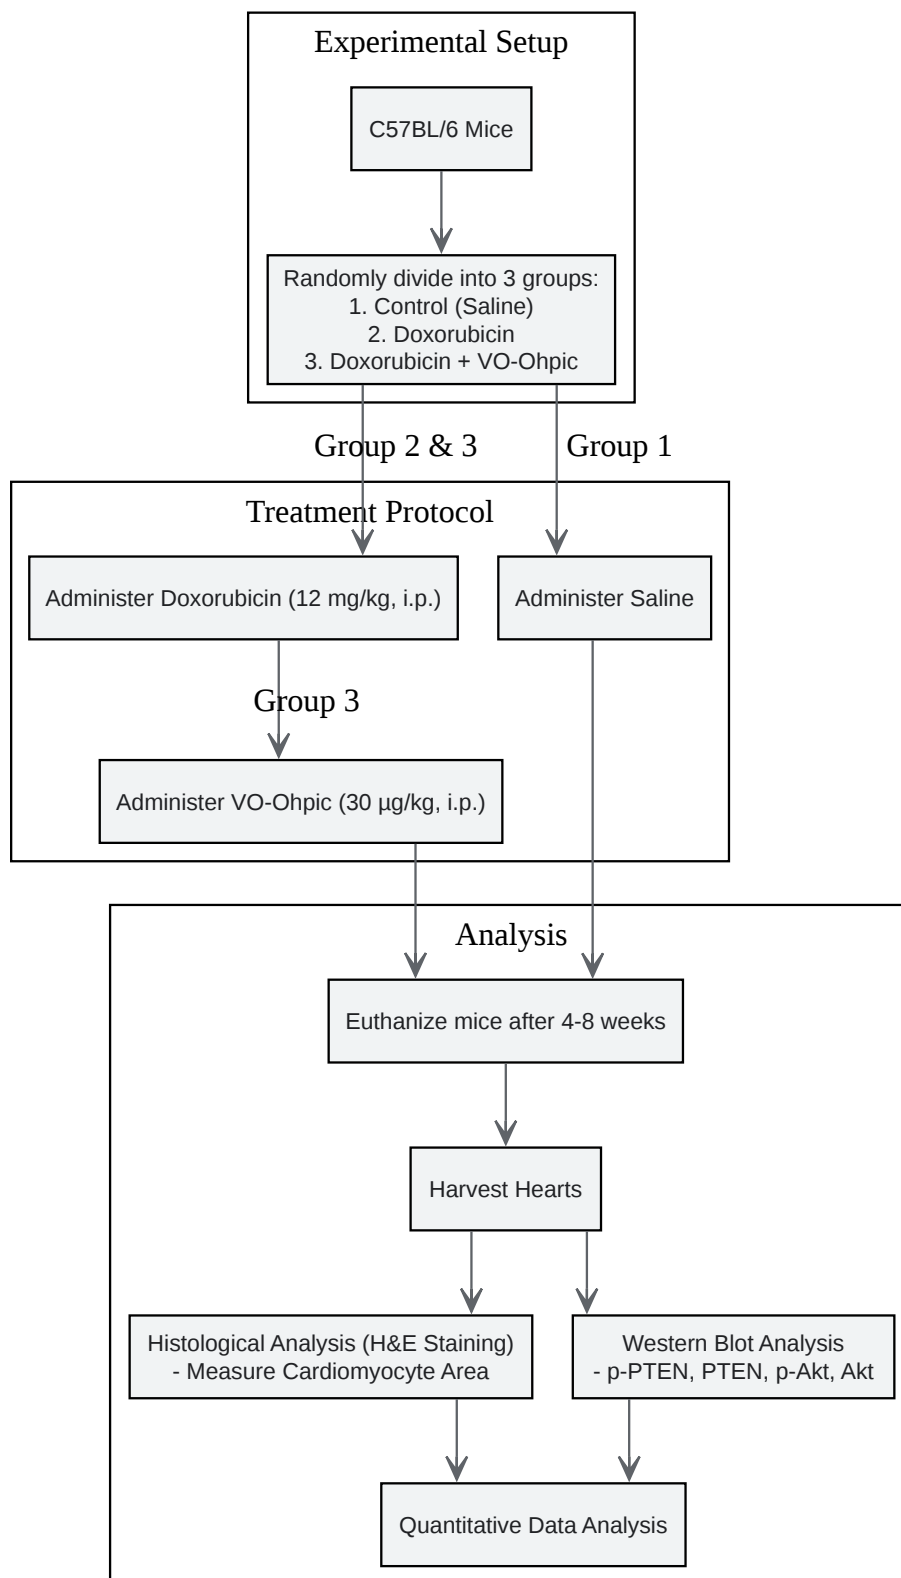 Experimental Setup
C57BL/6 Mice
Randomly divide into 3 groups:
1. Control (Saline)
2. Doxorubicin
3. Doxorubicin + VO-Ohpic
Group 2 & 3
Group 1
Treatment Protocol
Administer Doxorubicin (12 mg/kg, i.p.)
Administer Saline
Group 3
Administer VO-Ohpic (30 µg/kg, i.p.)
Analysis
Euthanize mice after 4-8 weeks
Harvest Hearts
Histological Analysis (H&E Staining)
- Measure Cardiomyocyte Area
Western Blot Analysis
- p-PTEN, PTEN, p-Akt, Akt
Quantitative Data Analysis